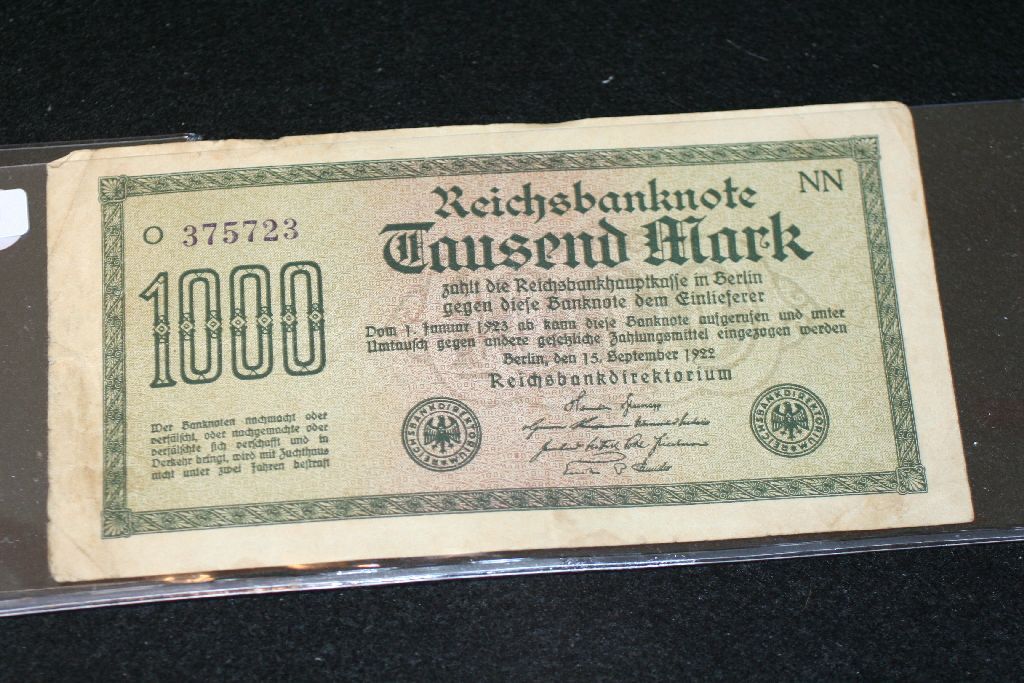 Reichsbanknote
NN
Tausend Mark
O 375723
1000
zahlt die Reichsbankhauptkasse in Berlin
gegen diese Banknote dem Einlieferer
Vom 1. Januar 1923 ab kann diese Banknote aufgerufen und unter
Umtausch gegen andere gesetzliche Zahlungsmittel eingezogen werden
Berlin, den 15. September 1922
Reichsbankdirektorium
Wer Banknoten nachmacht oder
verfälscht, oder nachgemachte oder
verfälschte sich verschafft und in
Verkehr bringt, wird mit Zuchthaus
nicht unter zwei Jahren bestraft
REICHSBANKDIREKTORIUM
REICHSBANKDIREKTORIUM